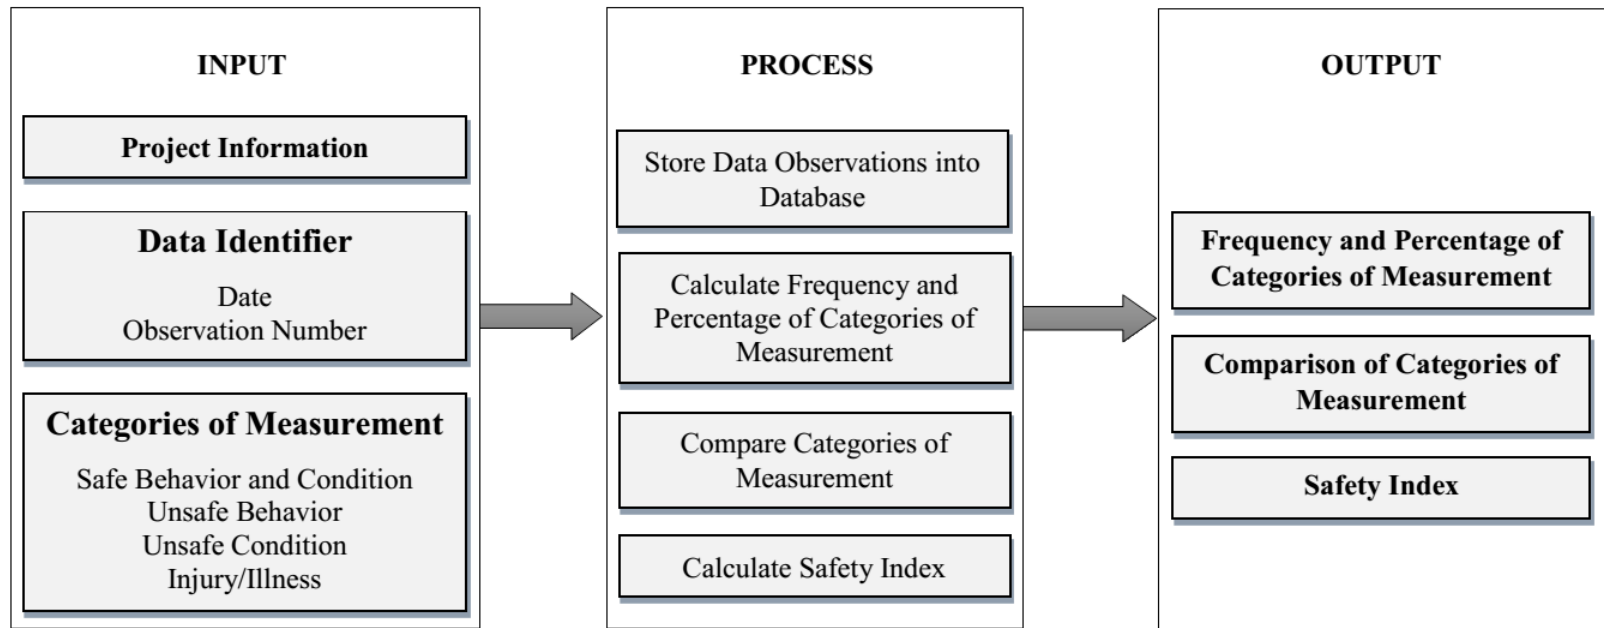 INPUT
Project Information
Data Identifier
Date
Observation Number
Categories of Measurement
Safe Behavior and Condition
Unsafe Behavior
Unsafe Condition
Injury/Illness
PROCESS
Store Data Observations into
Database
Calculate Frequency and
Percentage of Categories of
Measurement
Compare Categories of
Measurement
Calculate Safety Index
OUTPUT
Frequency and Percentage of
Categories of Measurement
Comparison of Categories of
Measurement
Safety Index